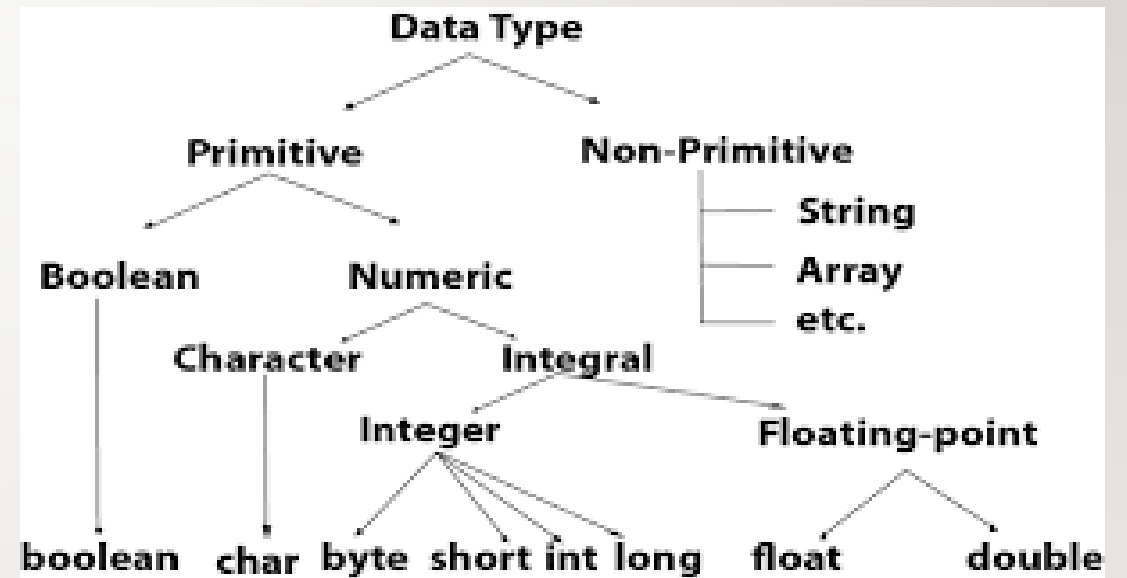 Data Type
Primitive
Non-Primitive
String
Boolean
Numeric
Array
etc.
Character
Integral
Integer
Floating-point
boolean char byte short int long float double